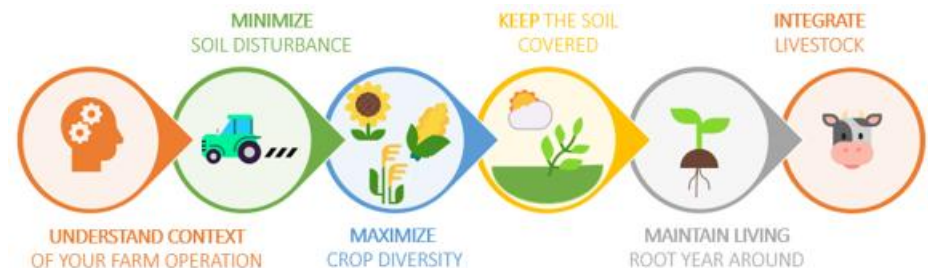 UNDERSTAND CONTEXT
OF YOUR FARM OPERATION
MINIMIZE
SOIL DISTURBANCE
MAXIMIZE
CROP DIVERSITY
KEEP THE SOIL
COVERED
MAINTAIN LIVING
ROOT YEAR AROUND
INTEGRATE
LIVESTOCK